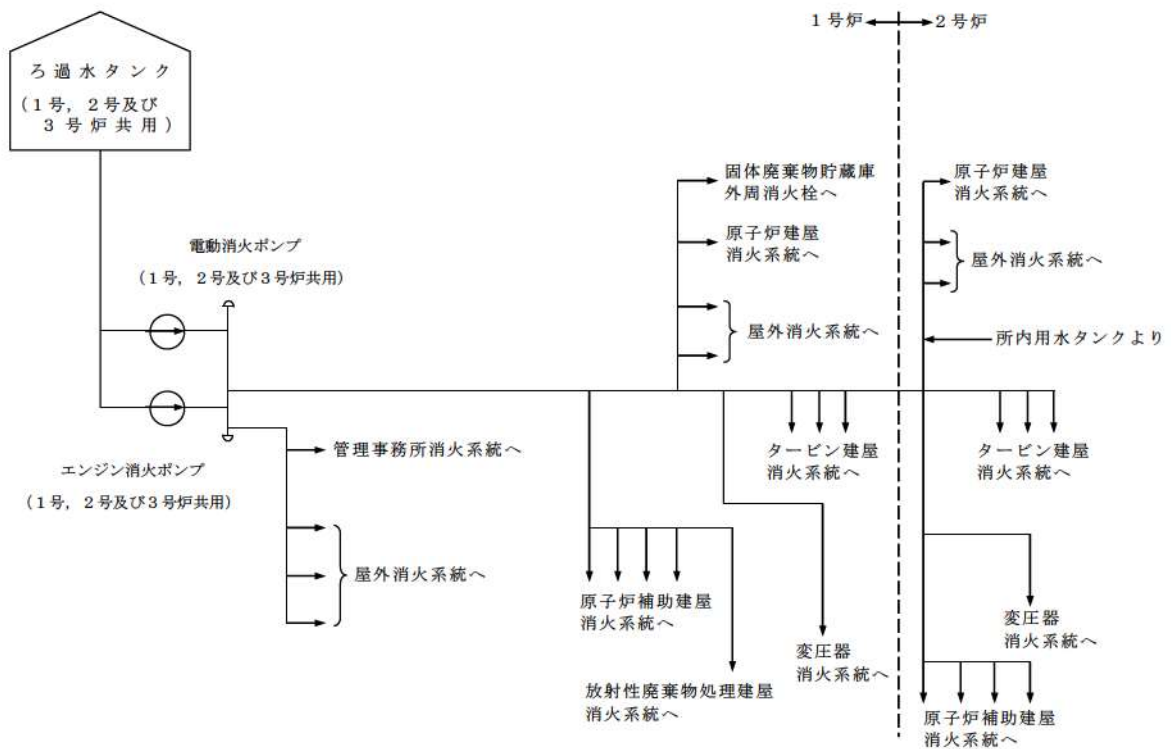 1号炉
2号炉
ろ過水タンク
(1号, 2号及び
3号炉共用)
固体廃棄物貯蔵庫
外周消火栓へ
原子炉建屋
消火系統へ
原子炉建屋
消火系統へ
屋外消火系統へ
電動消火ポンプ
(1号, 2号及び3号炉共用)
屋外消火系統へ
所内用水タンクより
管理事務所消火系統へ
タービン建屋
消火系統へ
タービン建屋
消火系統へ
エンジン消火ポンプ
(1号, 2号及び3号炉共用)
屋外消火系統へ
原子炉補助建屋
消火系統へ
変圧器
消火系統へ
変圧器
消火系統へ
放射性廃棄物処理建屋
消火系統へ
原子炉補助建屋
消火系統へ